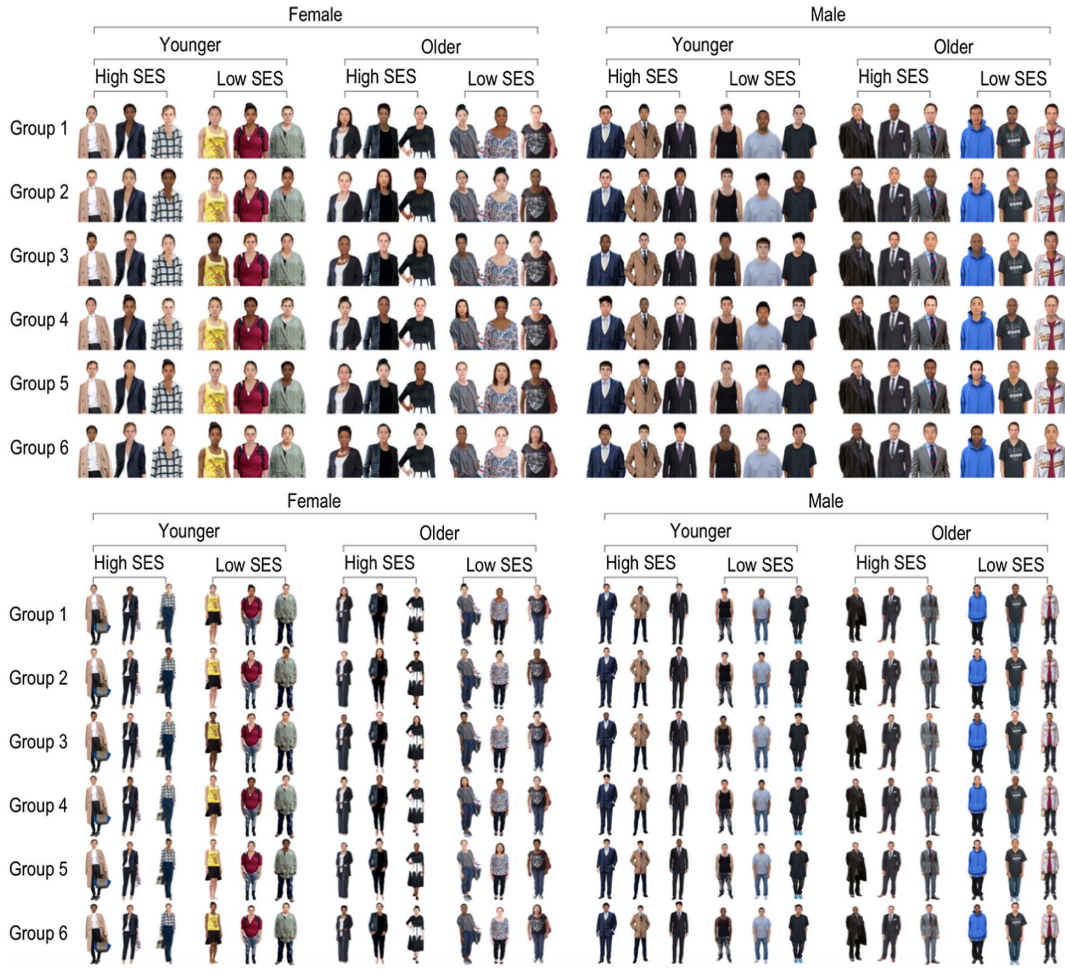 Female Male
Younger Older Younger Older
High SES Low SES High SES Low SES High SES Low SES High SES Low SES
Group 1
Group 2
Group 3
Group 4
Group 5
Group 6
Female Male
Younger Older Younger Older
High SES Low SES High SES Low SES High SES Low SES High SES Low SES
Group 1
Group 2
Group 3
Group 4
Group 5
Group 6